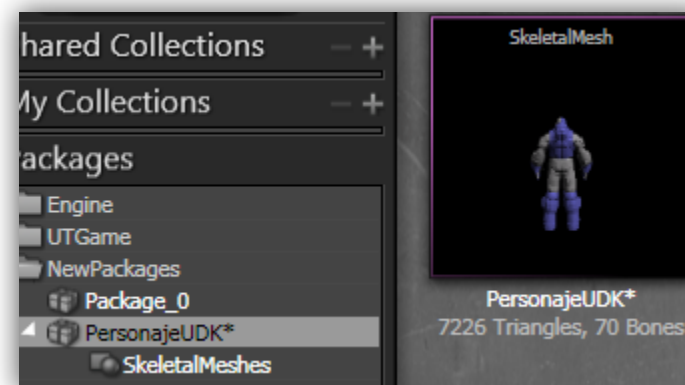 hared Collections
My Collections
ackages
Engine
UTGame
NewPackages
Package_0
PersonajeUDK*
SkeletalMeshes
SkeletalMesh
PersonajeUDK*
7226 Triangles, 70 Bones